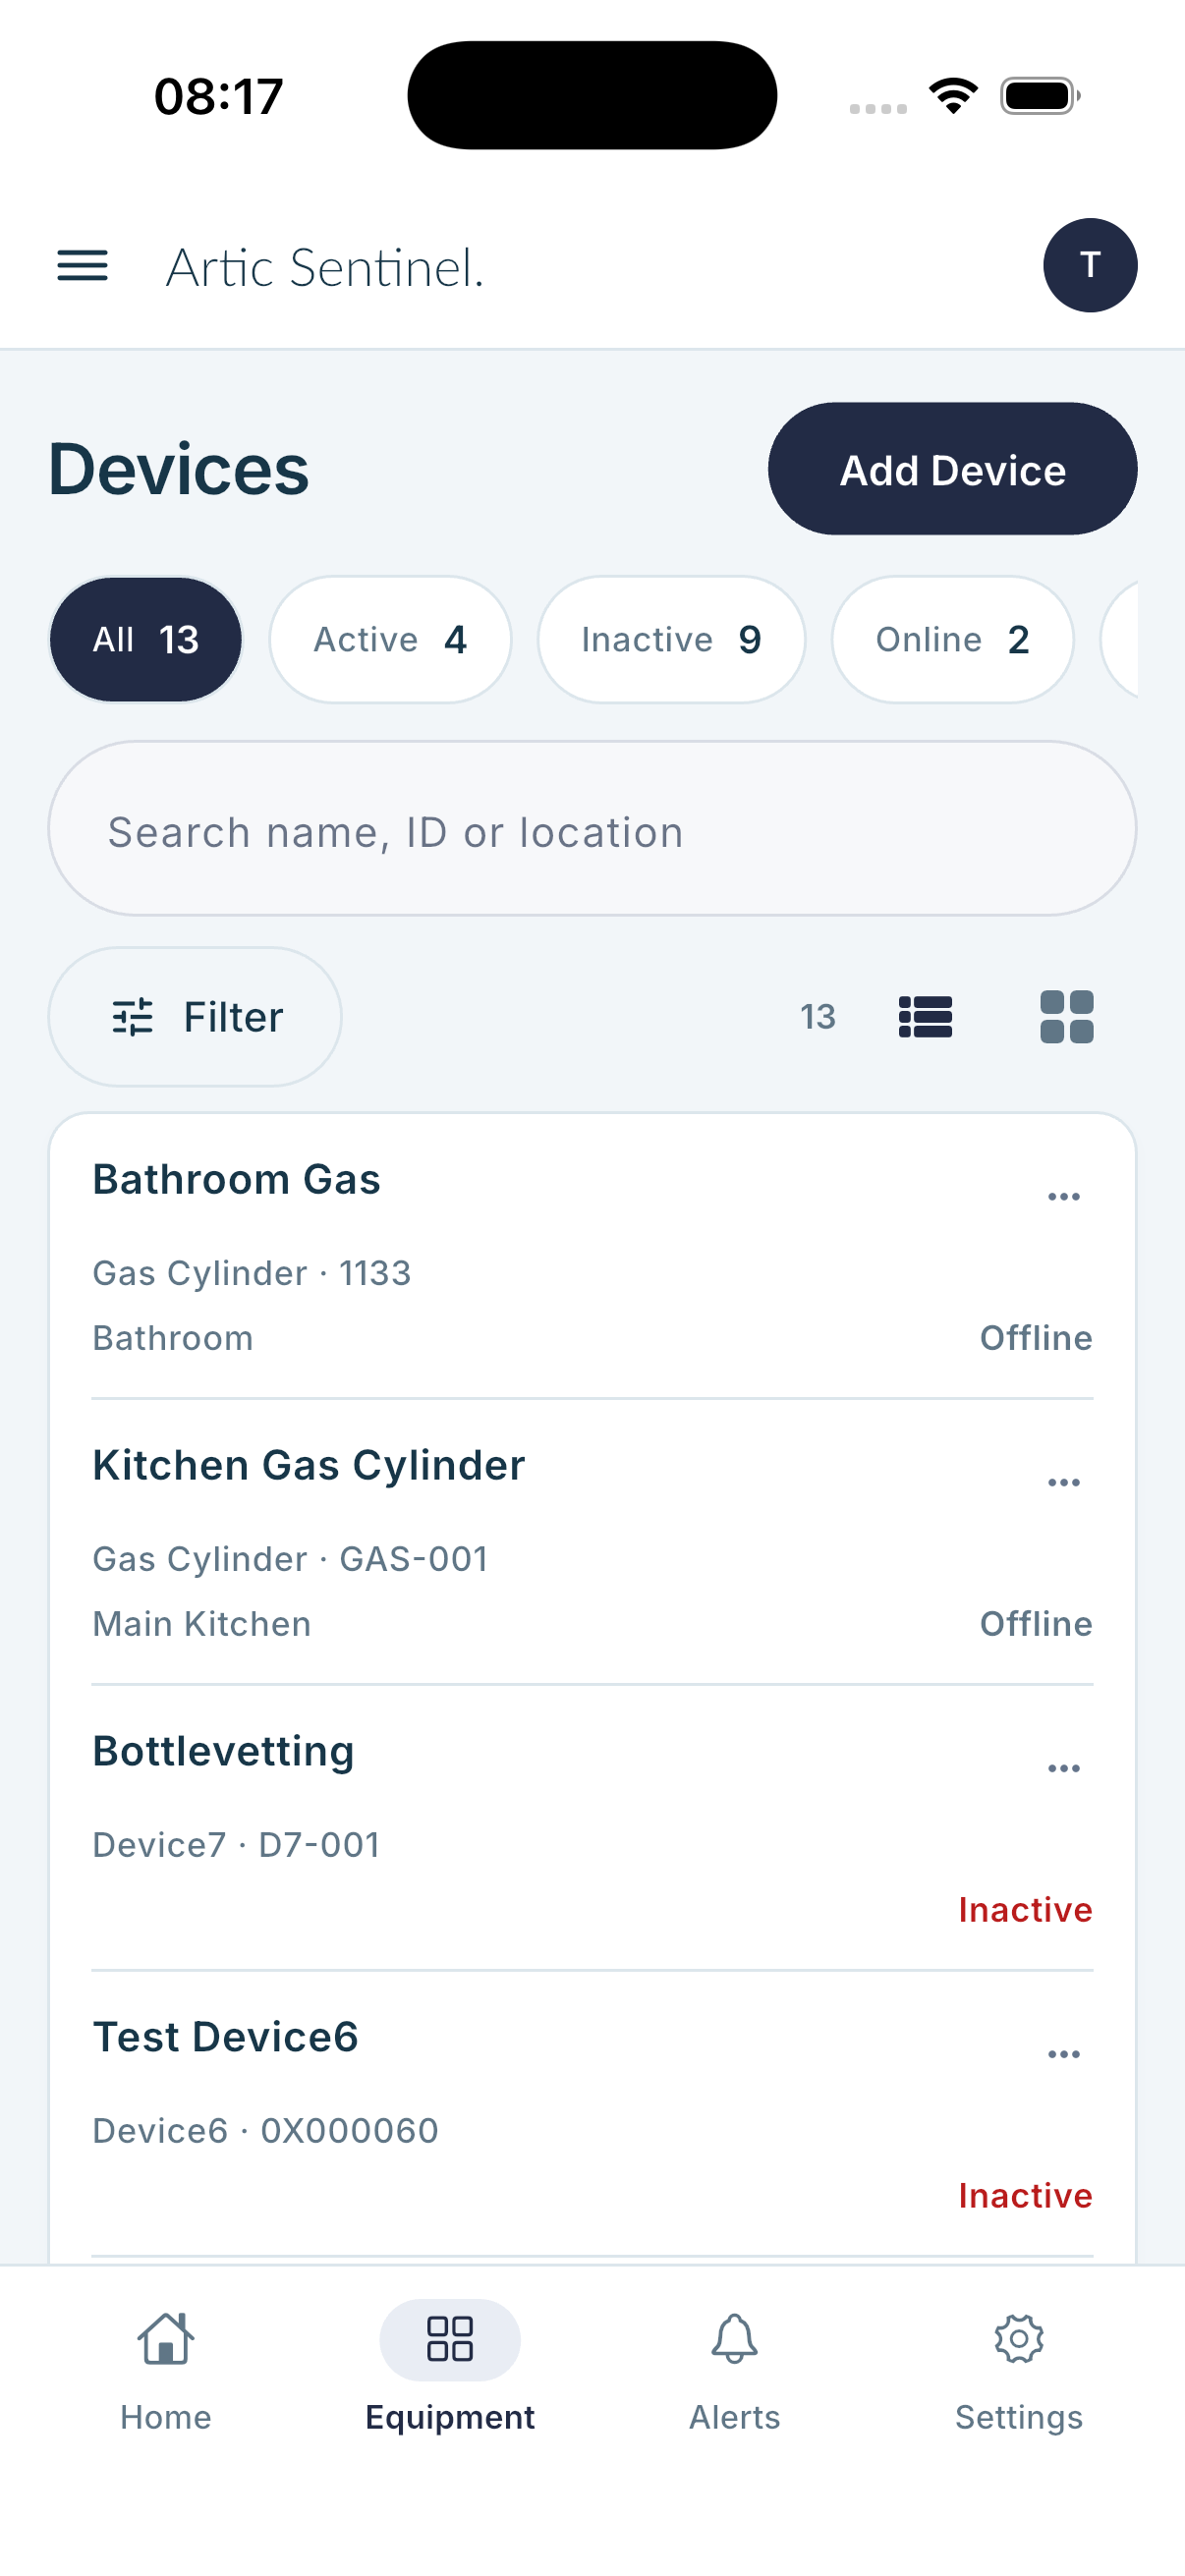 08:17
Artic Sentinel.
T
Devices
Add Device
All 13
Active 4
Inactive 9
Online 2
Search name, ID or location
Filter
13
Bathroom Gas
Gas Cylinder · 1133
Bathroom
Offline
Kitchen Gas Cylinder
Gas Cylinder · GAS-001
Main Kitchen
Offline
Bottlevetting
Device7 · D7-001
Inactive
Test Device6
Device6 · 0X000060
Inactive
Home
Equipment
Alerts
Settings